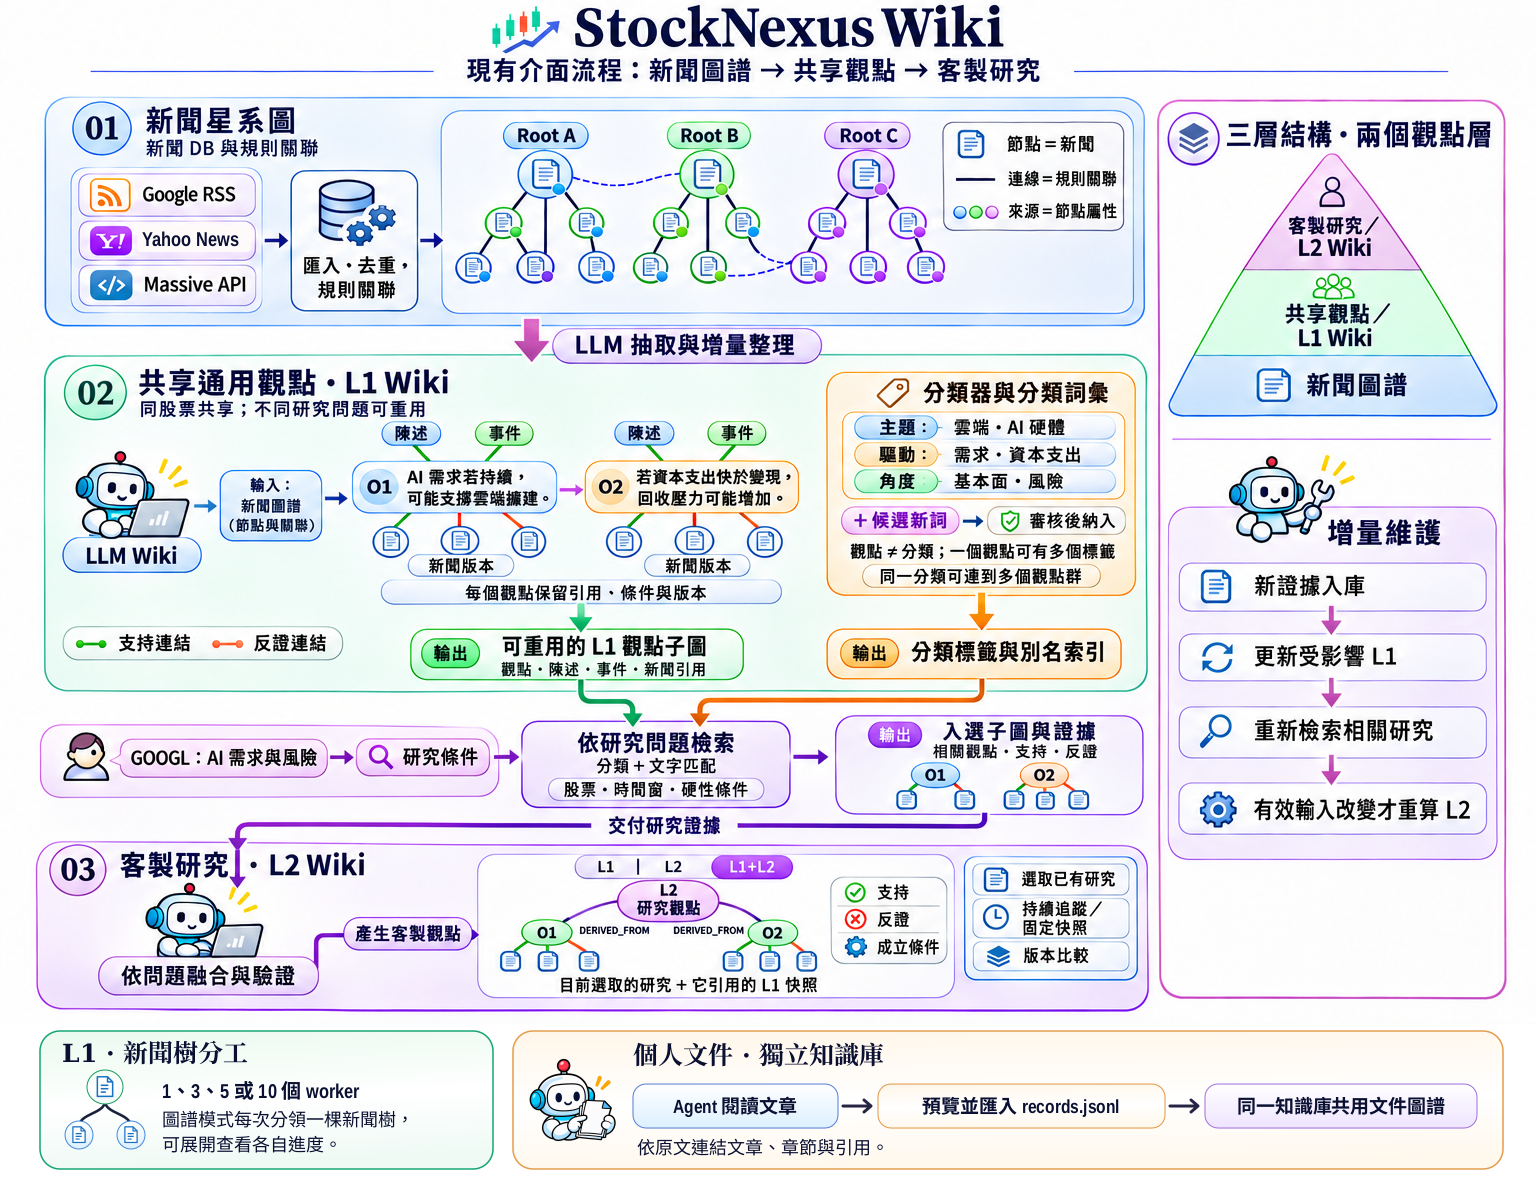 StockNexus Wiki
現有介面流程：新聞圖譜 → 共享觀點 → 客製研究
01
新聞星系圖
新聞 DB 與規則關聯
Google RSS
Y!
Yahoo News
</>
Massive API
匯入・去重，
規則關聯
Root A
Root B
Root C
節點＝新聞
連線＝規則關聯
來源＝節點屬性
LLM 抽取與增量整理
02
共享通用觀點・L1 Wiki
同股票共享；不同研究問題可重用
LLM Wiki
輸入：
新聞圖譜
（節點與關聯）
陳述
事件
O1
AI 需求若持續，
可能支撐雲端擴建。
新聞版本
陳述
事件
O2
若資本支出快於變現，
回收壓力可能增加。
新聞版本
每個觀點保留引用、條件與版本
支持連結
反證連結
輸出
可重用的 L1 觀點子圖
觀點・陳述・事件・新聞引用
分類器與分類詞彙
主題：
雲端・AI 硬體
驅動：
需求・資本支出
角度
基本面・風險
＋候選新詞
審核後納入
觀點 ≠ 分類；一個觀點可有多個標籤
同一分類可連到多個觀點群
輸出
分類標籤與別名索引
GOOGL：AI 需求與風險
研究條件
依研究問題檢索
分類＋文字匹配
股票・時間窗・硬性條件
輸出
入選子圖與證據
相關觀點・支持・反證
O1
O2
交付研究證據
03
客製研究・L2 Wiki
依問題融合與驗證
產生客製觀點
L1 | L2
L1+L2
L2
研究觀點
O1
DERIVED_FROM
DERIVED_FROM
O2
目前選取的研究＋它引用的 L1 快照
支持
反證
成立條件
選取已有研究
持續追蹤／
固定快照
版本比較
三層結構・兩個觀點層
客製研究／
L2 Wiki
共享觀點／
L1 Wiki
新聞圖譜
增量維護
新證據入庫
更新受影響 L1
重新檢索相關研究
有效輸入改變才重算 L2
L1・新聞樹分工
1、3、5 或 10 個 worker
圖譜模式每次分領一棵新聞樹，
可展開查看各自進度。
個人文件・獨立知識庫
Agent 閱讀文章
預覽並匯入 records.jsonl
同一知識庫共用文件圖譜
依原文連結文章、章節與引用。